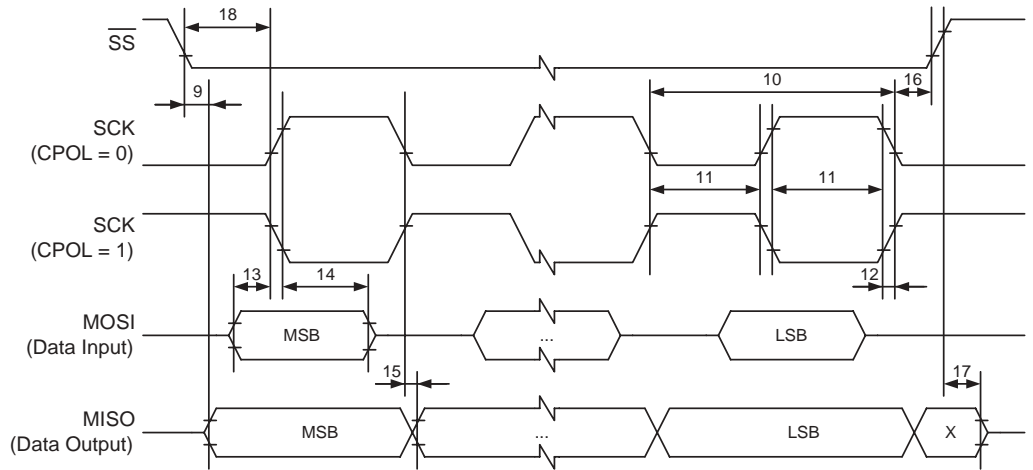 18
SS
10
16
9
SCK
(CPOL = 0)
11
11
SCK
(CPOL = 1)
13
14
12
MOSI
(Data Input)
MSB
...
LSB
15
17
MISO
(Data Output)
MSB
...
LSB
X